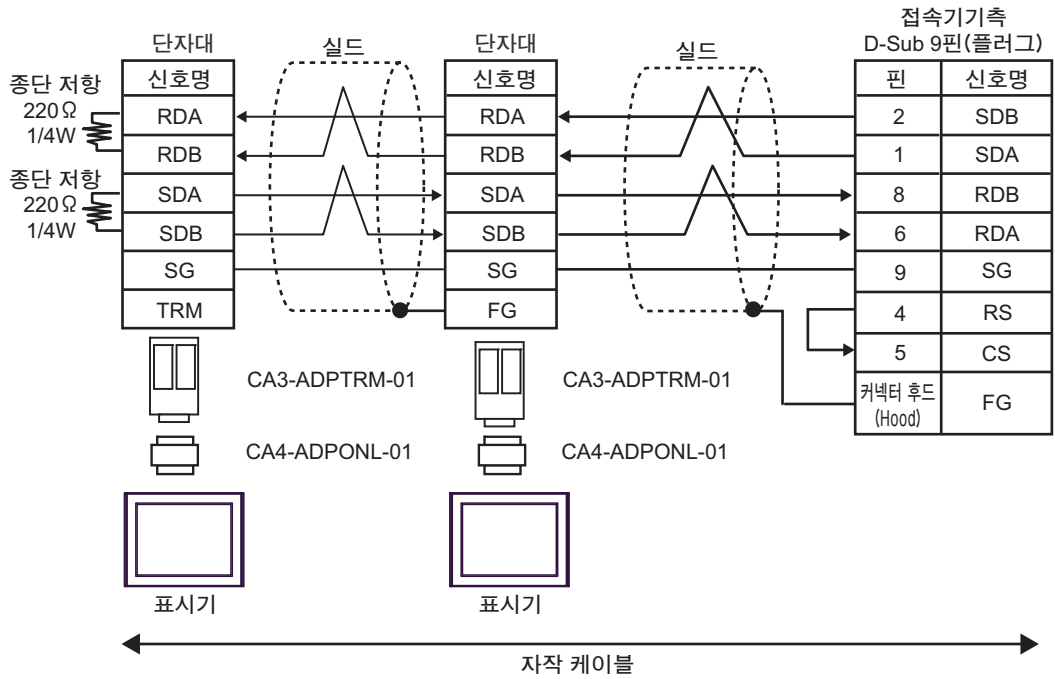 접속기기측
D-Sub 9핀(플러그)
단자대
실드
단자대
실드
종단 저항
220Ω
1/4W
종단 저항
220Ω
1/4W
신호명
RDA
RDB
SDA
SDB
SG
TRM
신호명
RDA
RDB
SDA
SDB
SG
FG
핀 신호명
2 SDB
1 SDA
8 RDB
6 RDA
9 SG
4 RS
5 CS
커넥터 후드
(Hood)
FG
CA3-ADPTRM-01
CA3-ADPTRM-01
CA4-ADPONL-01
CA4-ADPONL-01
표시기
표시기
자작 케이블